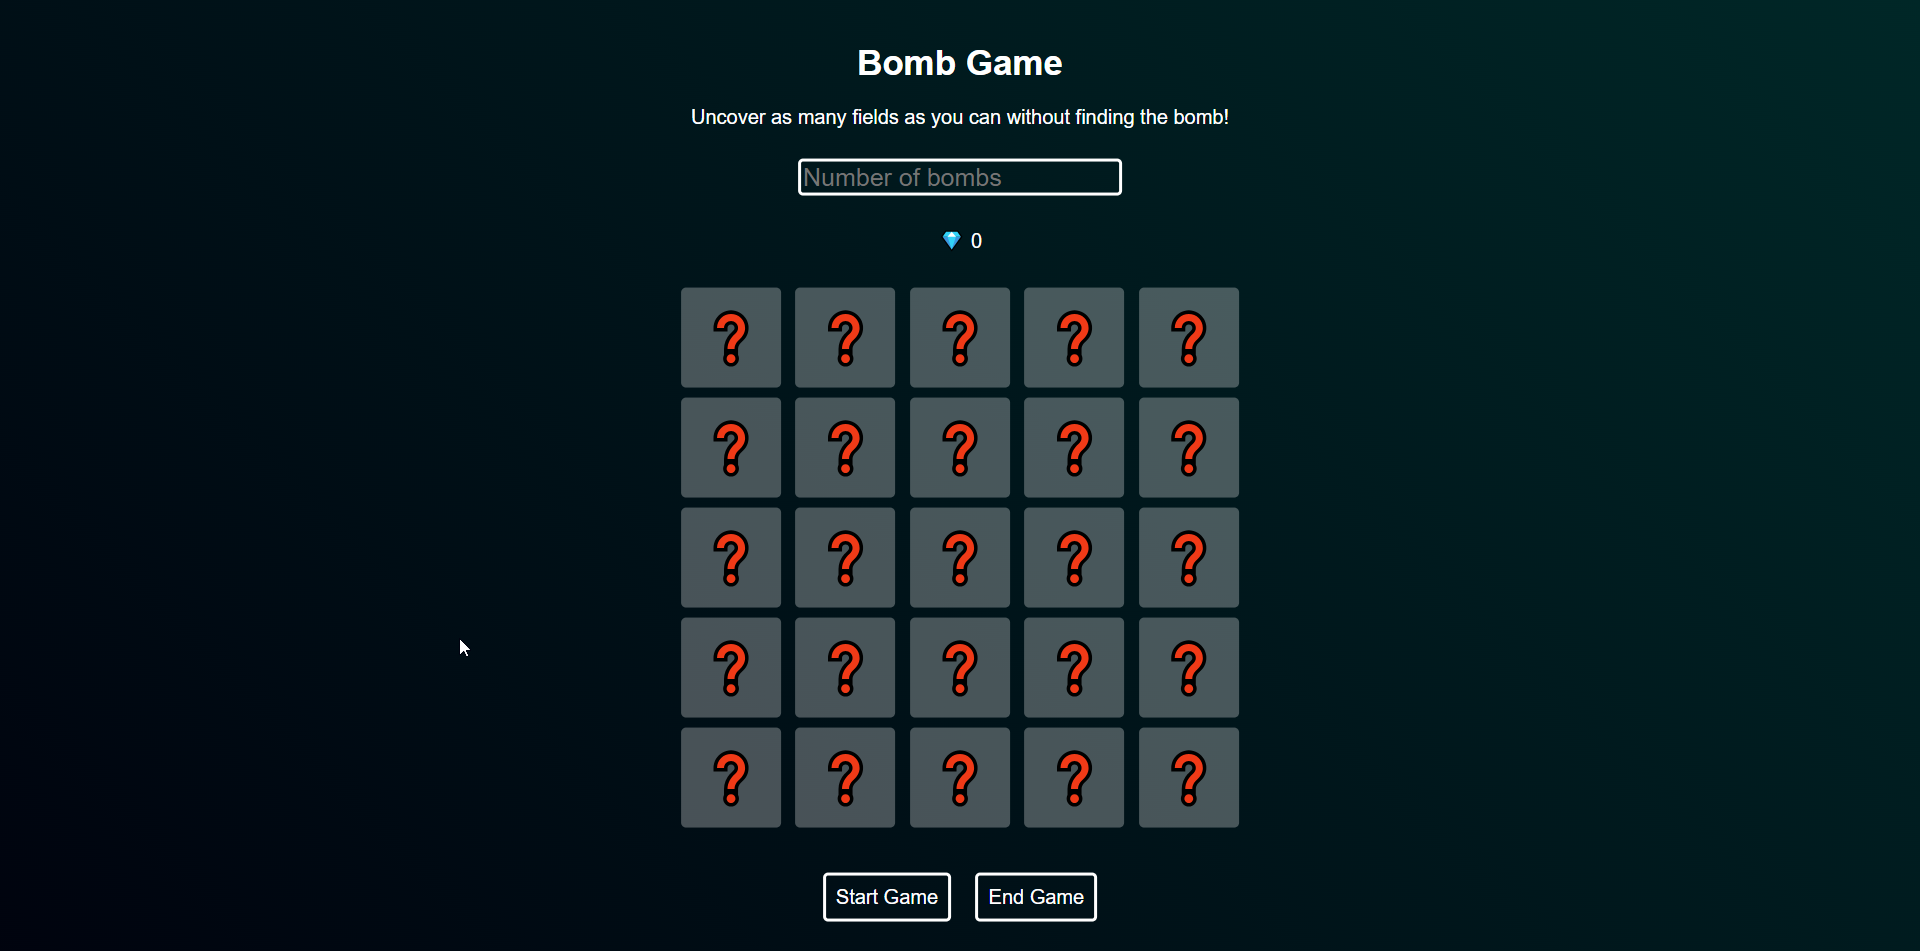 Bomb Game
Uncover as many fields as you can without finding the bomb!
Number of bombs
💎 0
❓ ❓ ❓ ❓ ❓
❓ ❓ ❓ ❓ ❓
❓ ❓ ❓ ❓ ❓
❓ ❓ ❓ ❓ ❓
❓ ❓ ❓ ❓ ❓
Start Game End Game